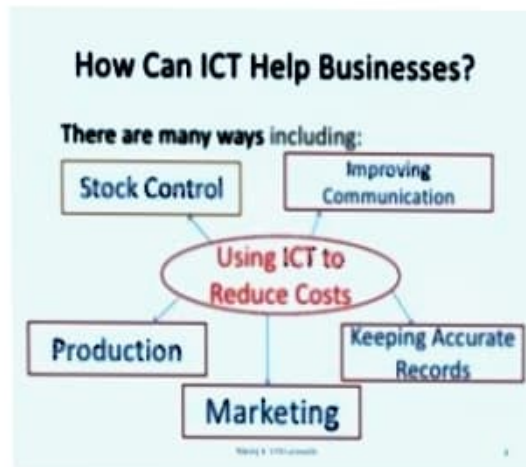 How Can ICT Help Businesses?
There are many ways including:
Stock Control
Improving
Communication
Using ICT to
Reduce Costs
Production
Keeping Accurate
Records
Marketing